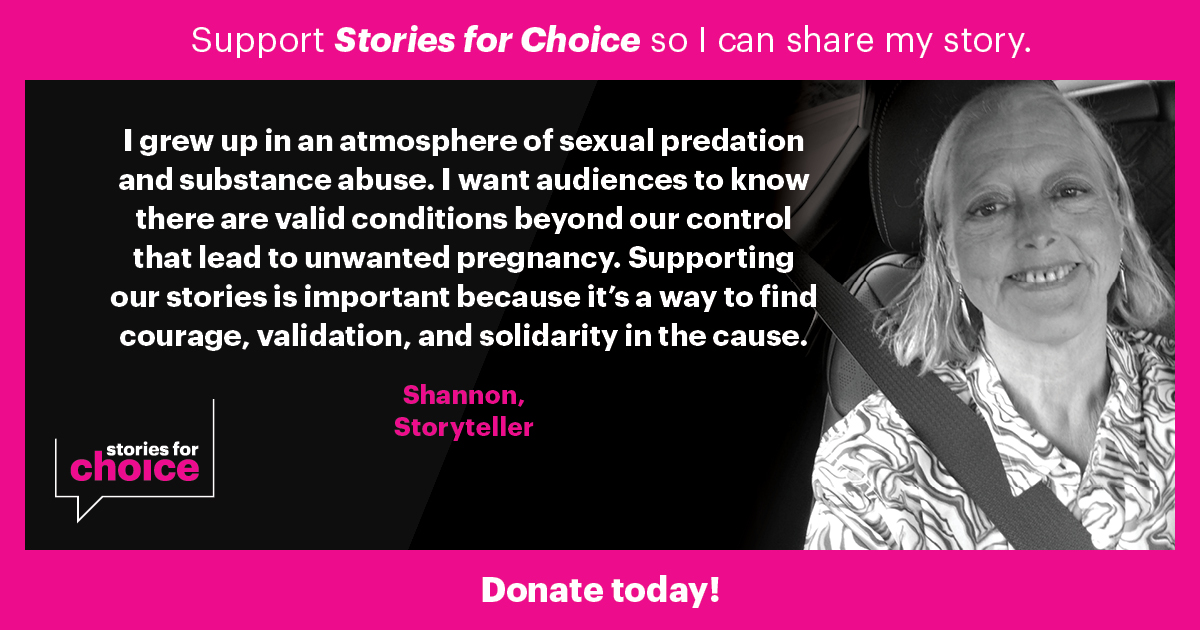 Support Stories for Choice so I can share my story.
I grew up in an atmosphere of sexual predation
and substance abuse. I want audiences to know
there are valid conditions beyond our control
that lead to unwanted pregnancy. Supporting
our stories is important because it’s a way to find
courage, validation, and solidarity in the cause.
Shannon,
Storyteller
stories for
choice
Donate today!